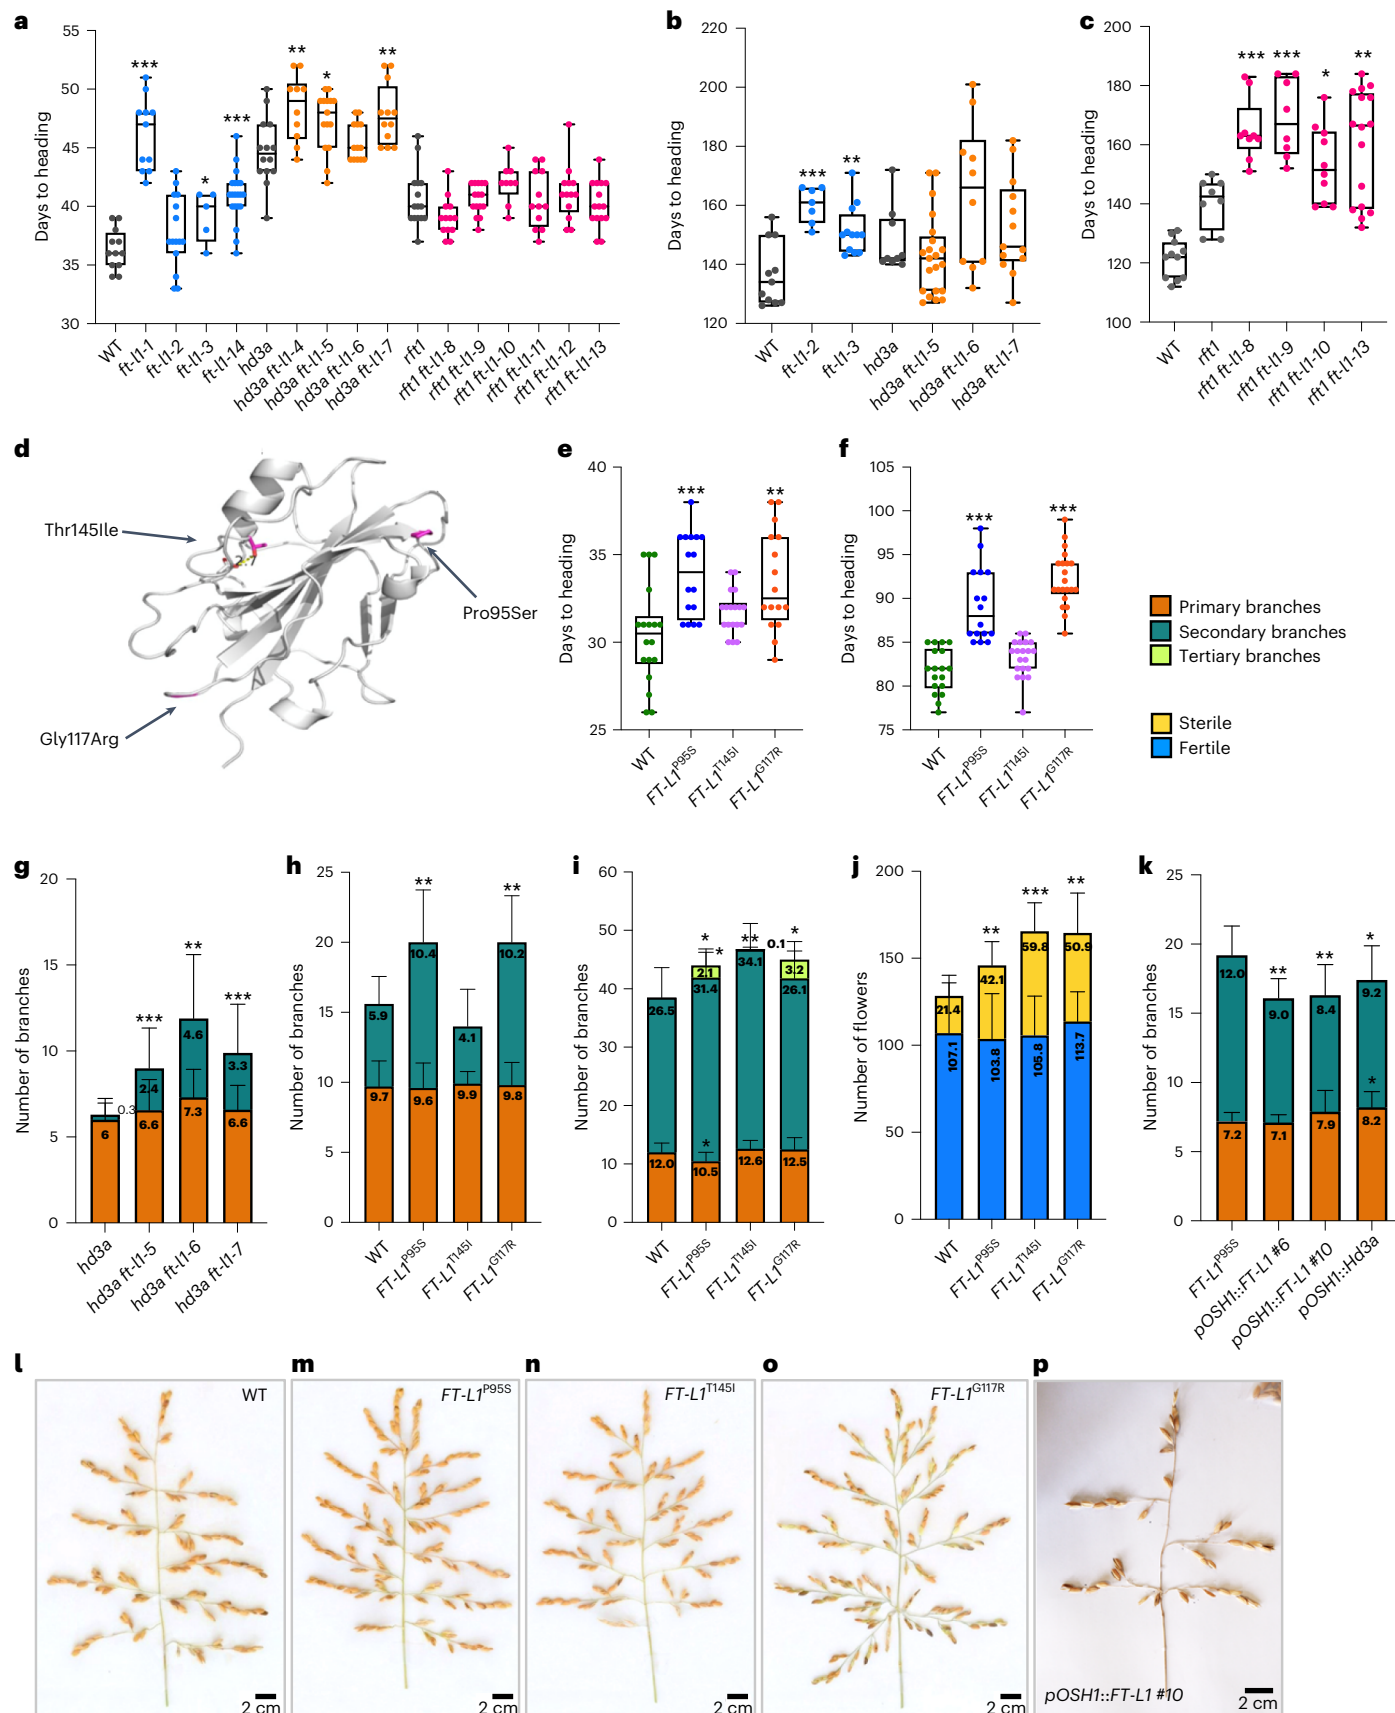 a
55
50
45
40
35
30
Days to heading
***
*
***
**
*
**
WT
ft-l1-1
ft-l1-2
ft-l1-3
ft-l1-14
hd3a
hd3a ft-l1-4
hd3a ft-l1-5
hd3a ft-l1-6
hd3a ft-l1-7
rft1
rft1 ft-l1-8
rft1 ft-l1-9
rft1 ft-l1-10
rft1 ft-l1-11
rft1 ft-l1-12
rft1 ft-l1-13
b
220
200
180
160
140
120
Days to heading
***
**
WT
ft-l1-2
ft-l1-3
hd3a
hd3a ft-l1-5
hd3a ft-l1-6
hd3a ft-l1-7
c
200
180
160
140
120
100
Days to heading
***
***
*
**
WT
rft1
rft1 ft-l1-8
rft1 ft-l1-9
rft1 ft-l1-10
rft1 ft-l1-13
d
Thr145Ile
Pro95Ser
Gly117Arg
e
40
35
30
25
Days to heading
***
**
WT
FT-L1P95S
FT-L1T145I
FT-L1G117R
f
105
100
95
90
85
80
75
Days to heading
***
***
WT
FT-L1P95S
FT-L1T145I
FT-L1G117R
Primary branches
Secondary branches
Tertiary branches
Sterile
Fertile
g
20
15
10
5
0
Number of branches
***
**
***
0.3
2.4
4.6
3.3
6
6.6
7.3
6.6
hd3a
hd3a ft-l1-5
hd3a ft-l1-6
hd3a ft-l1-7
h
25
20
15
10
5
0
Number of branches
**
**
5.9
10.4
4.1
10.2
9.7
9.6
9.9
9.8
WT
FT-L1P95S
FT-L1T145I
FT-L1G117R
i
60
50
40
30
20
10
0
Number of branches
*
*
**
0.1
*
2.1
3.2
26.5
31.4
34.1
26.1
*
12.0
10.5
12.6
12.5
WT
FT-L1P95S
FT-L1T145I
FT-L1G117R
j
200
150
100
50
0
Number of flowers
**
***
**
21.4
42.1
59.8
50.9
107.1
103.8
105.8
113.7
WT
FT-L1P95S
FT-L1T145I
FT-L1G117R
k
25
20
15
10
5
0
Number of branches
**
**
*
12.0
9.0
8.4
9.2
*
7.2
7.1
7.9
8.2
FT-L1P95S
pOSH1::FT-L1 #6
pOSH1::FT-L1 #10
pOSH1::Hd3a
l
WT
2 cm
m
FT-L1P95S
2 cm
n
FT-L1T145I
2 cm
o
FT-L1G117R
2 cm
p
pOSH1::FT-L1 #10
2 cm